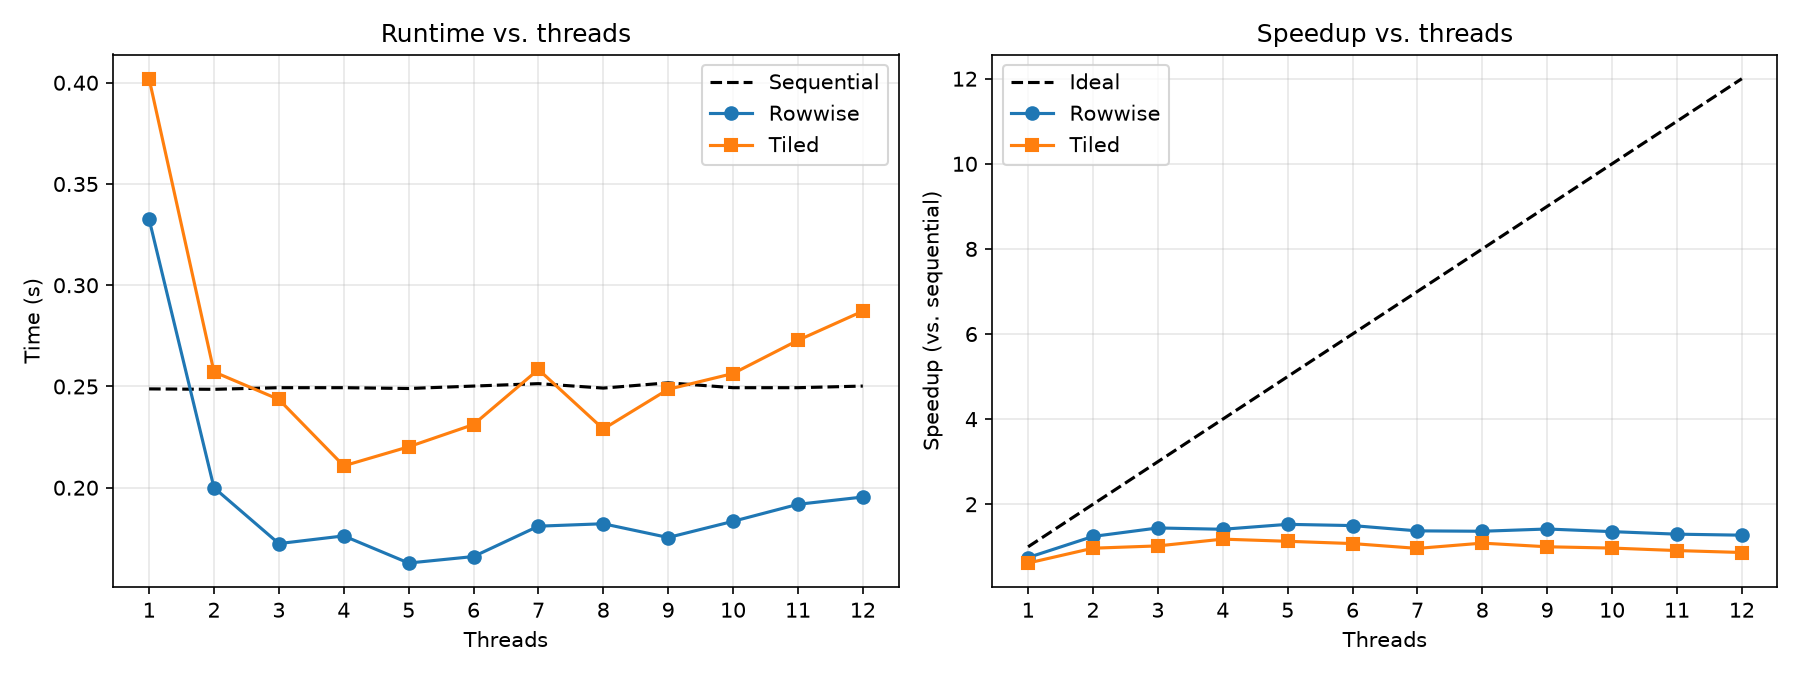 Runtime vs. threads
Time (s)
0.40
0.35
0.30
0.25
0.20
Sequential
Rowwise
Tiled
1 2 3 4 5 6 7 8 9 10 11 12
Threads
Speedup vs. threads
Speedup (vs. sequential)
12
10
8
6
4
2
Ideal
Rowwise
Tiled
1 2 3 4 5 6 7 8 9 10 11 12
Threads